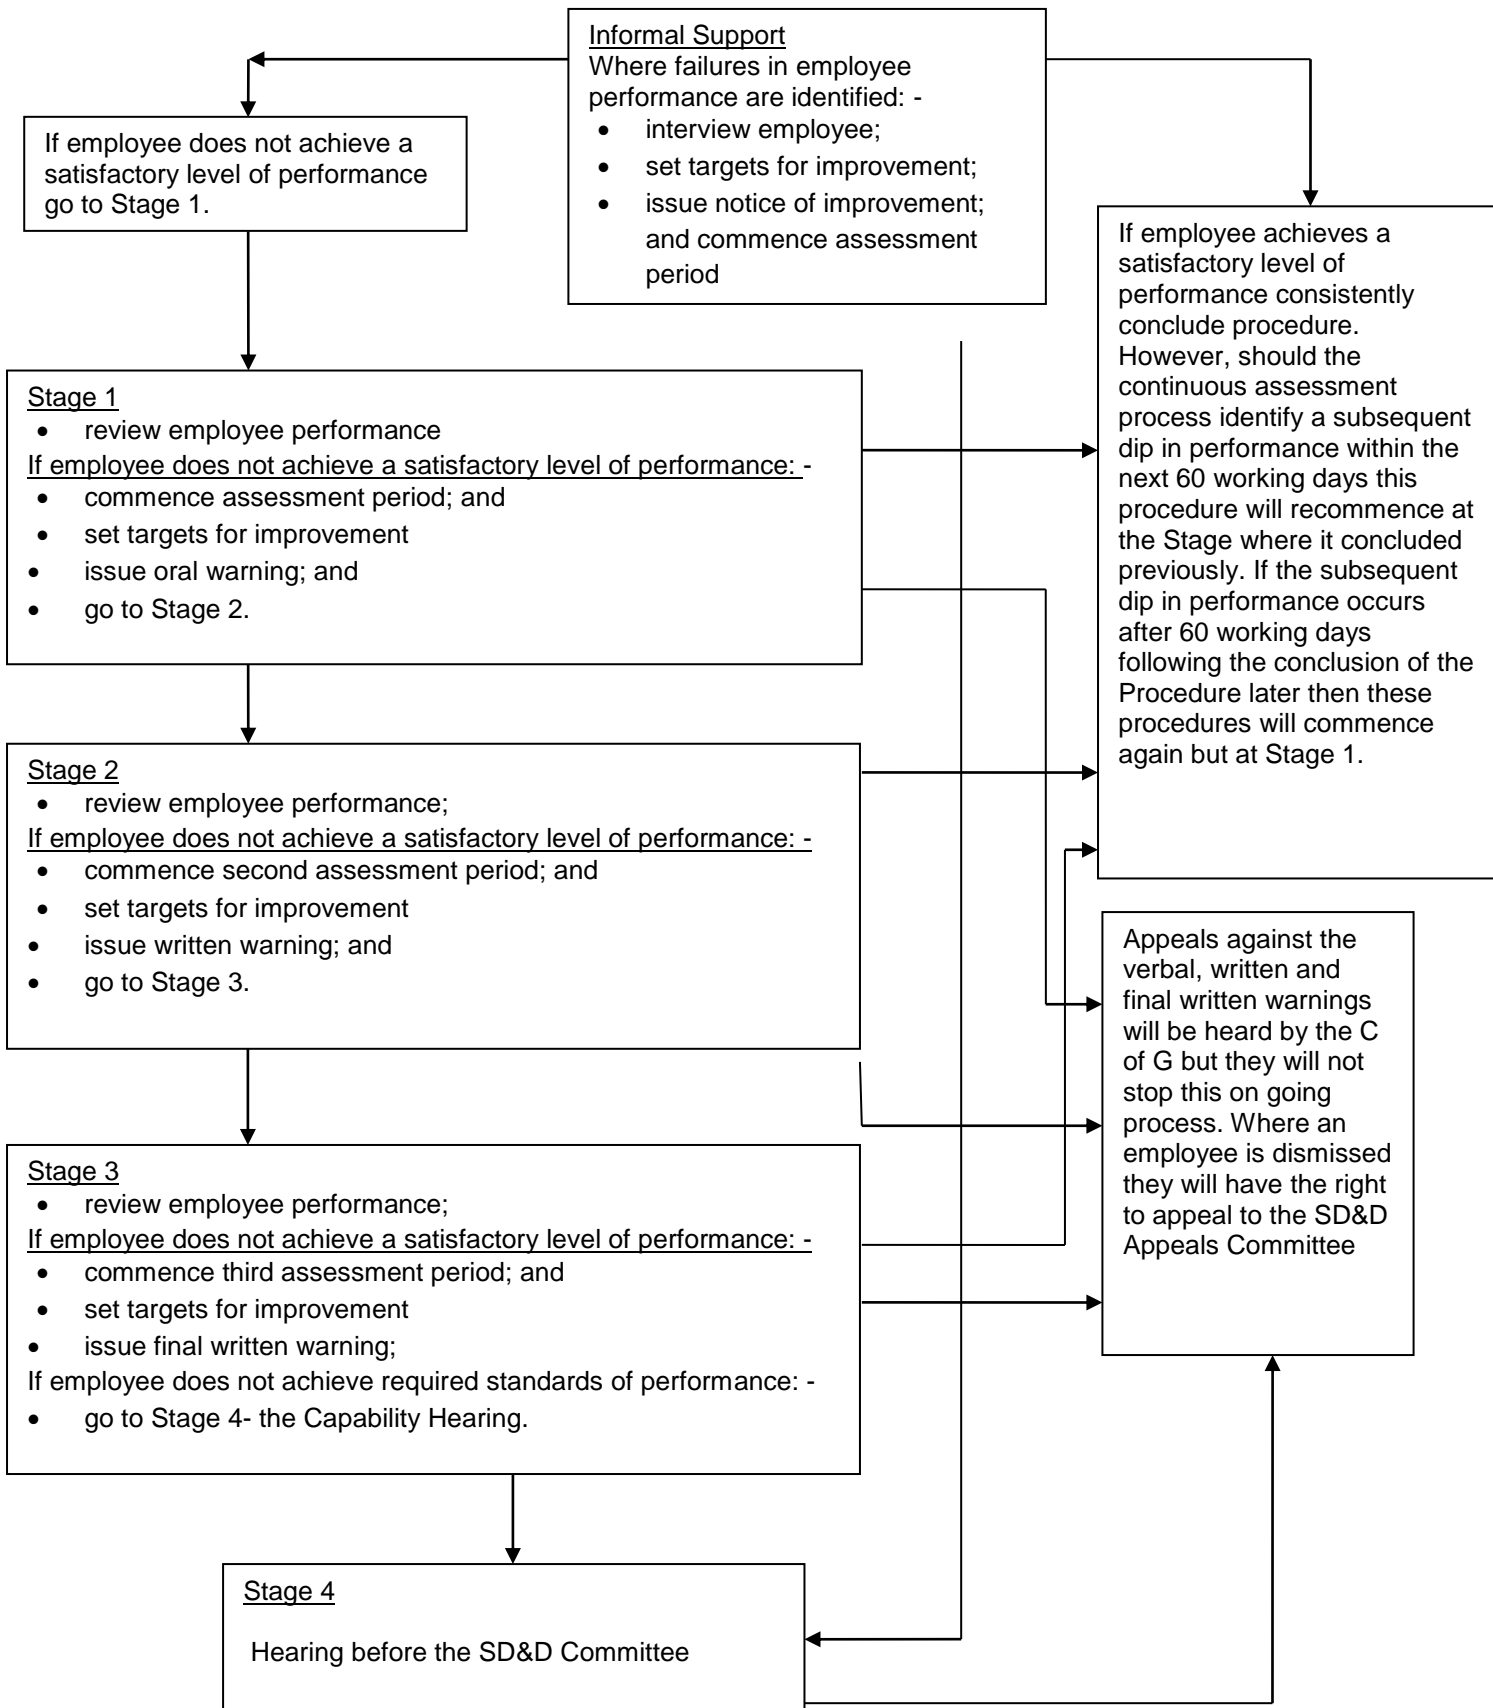 Informal Support
Where failures in employee
performance are identified: -
• interview employee;
• set targets for improvement;
• issue notice of improvement;
and commence assessment
period
If employee does not achieve a
satisfactory level of performance
go to Stage 1.
If employee achieves a
satisfactory level of
performance consistently
conclude procedure.
However, should the
continuous assessment
process identify a subsequent
dip in performance within the
next 60 working days this
procedure will recommence at
the Stage where it concluded
previously. If the subsequent
dip in performance occurs
after 60 working days
following the conclusion of the
Procedure later then these
procedures will commence
again but at Stage 1.
Stage 1
• review employee performance
If employee does not achieve a satisfactory level of performance: -
• commence assessment period; and
• set targets for improvement
• issue oral warning; and
• go to Stage 2.
Stage 2
• review employee performance;
If employee does not achieve a satisfactory level of performance: -
• commence second assessment period; and
• set targets for improvement
• issue written warning; and
• go to Stage 3.
Appeals against the
verbal, written and
final written warnings
will be heard by the C
of G but they will not
stop this on going
process. Where an
employee is dismissed
they will have the right
to appeal to the SD&D
Appeals Committee
Stage 3
• review employee performance;
If employee does not achieve a satisfactory level of performance: -
• commence third assessment period; and
• set targets for improvement
• issue final written warning;
If employee does not achieve required standards of performance: -
• go to Stage 4- the Capability Hearing.
Stage 4
Hearing before the SD&D Committee